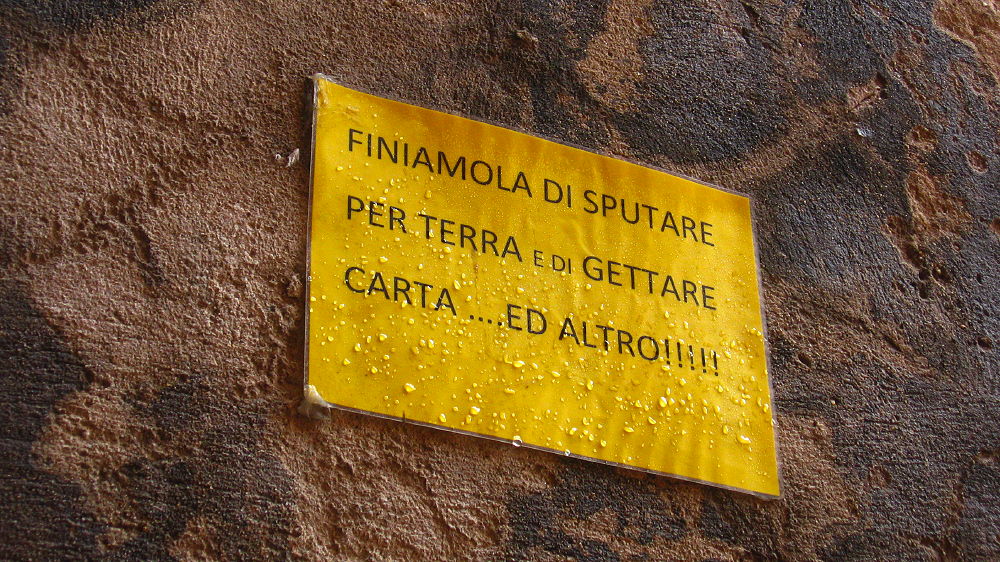 FINIAMOLA DI SPUTARE
PER TERRA E DI GETTARE
CARTA ....ED ALTRO!!!!!